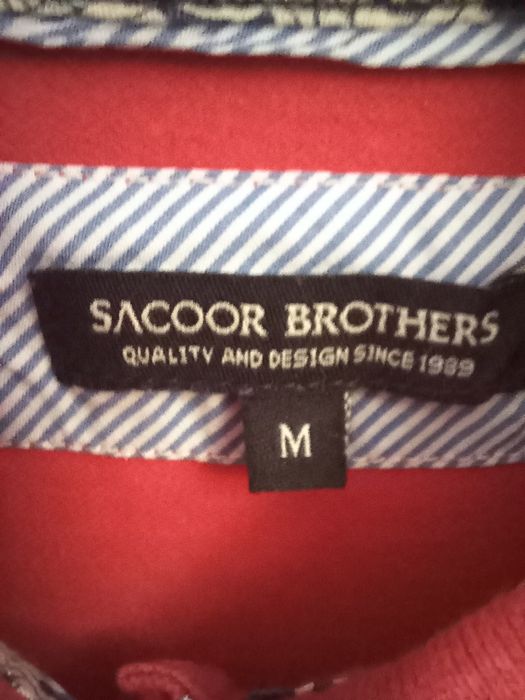 SACOOR BROTHERS
QUALITY AND DESIGN SINCE 1989
M